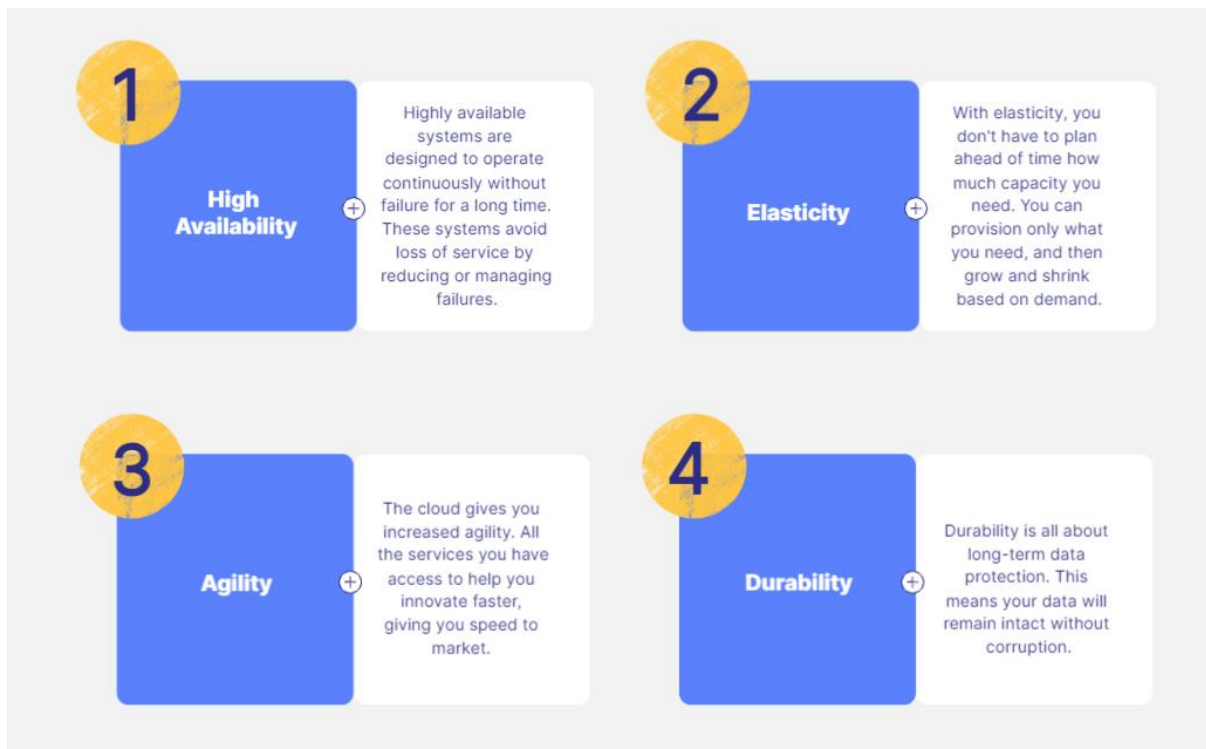 1
High
Availability
Highly available
systems are
designed to operate
continuously without
failure for a long time.
These systems avoid
loss of service by
reducing or managing
failures.
2
Elasticity
With elasticity, you
don't have to plan
ahead of time how
much capacity you
need. You can
provision only what
you need, and then
grow and shrink
based on demand.
3
Agility
The cloud gives you
increased agility. All
the services you have
access to help you
innovate faster,
giving you speed to
market.
4
Durability
Durability is all about
long-term data
protection. This
means your data will
remain intact without
corruption.